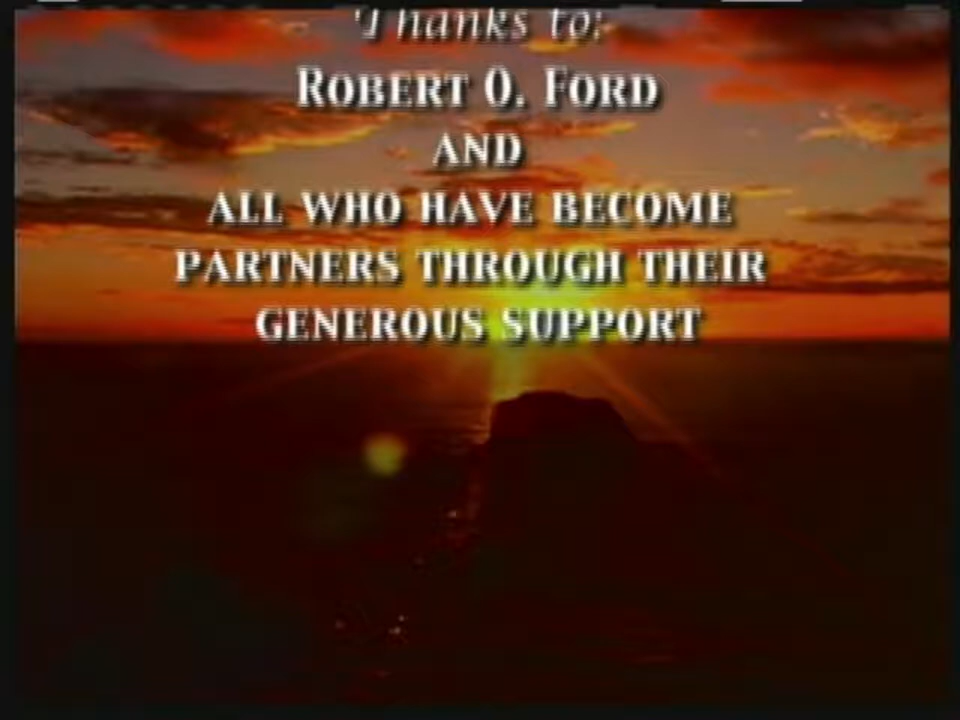 Thanks to:
ROBERT O. FORD
AND
ALL WHO HAVE BECOME
PARTNERS THROUGH THEIR
GENEROUS SUPPORT